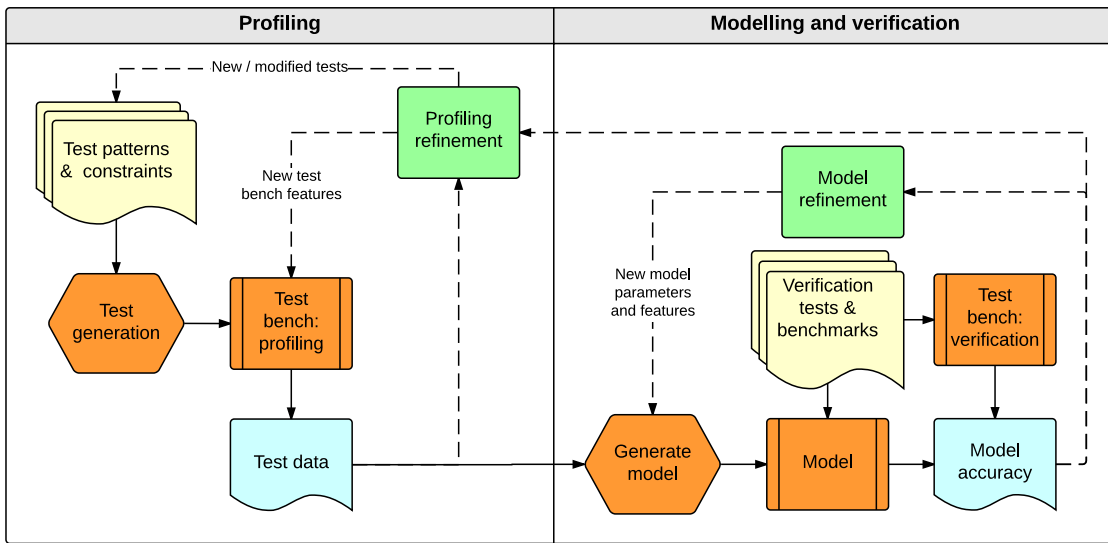 Profiling
Modelling and verification
New / modified tests
Test patterns
& constraints
Profiling
refinement
New test
bench features
Model
refinement
New model
parameters
and features
Verification
tests &
benchmarks
Test
generation
Test
bench:
profiling
Test
bench:
verification
Test data
Generate
model
Model
Model
accuracy